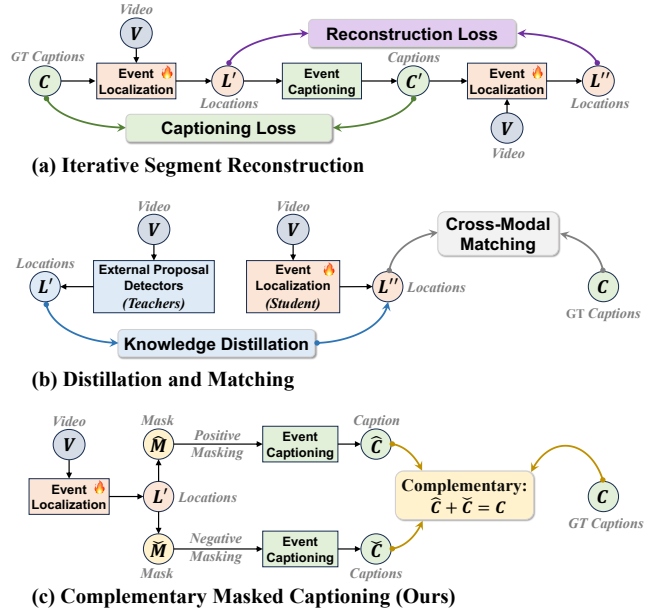 Video
V
GT Captions
C
Event
Localization
L′
Locations
Reconstruction Loss
Event
Captioning
Captions
C′
Event
Localization
L″
Locations
V
Video
Captioning Loss
(a) Iterative Segment Reconstruction
Video
V
Locations
L′
External Proposal
Detectors
(Teachers)
Video
V
Event
Localization
(Student)
L″
Locations
Cross-Modal
Matching
C
GT Captions
Knowledge Distillation
(b) Distillation and Matching
Video
V
Event
Localization
Mask
M̂
Positive
Masking
Event
Captioning
Caption
Ĉ
L′
Locations
Complementary:
Ĉ + C̆ = C
C
GT Captions
M̆
Mask
Negative
Masking
Event
Captioning
C̆
Captions
(c) Complementary Masked Captioning (Ours)